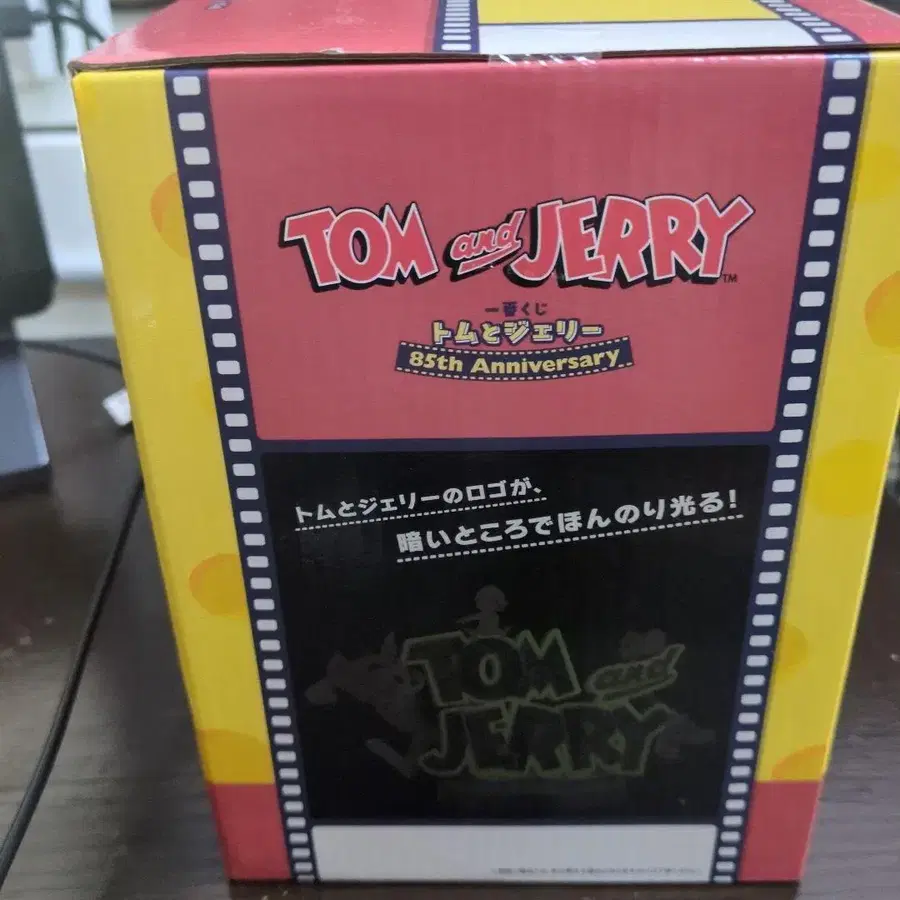 TOM and JERRY™
一番くじ
トムとジェリー
85th Anniversary
トムとジェリーのロゴが、
暗いところでほんのり光る!
TOM and
JERRY